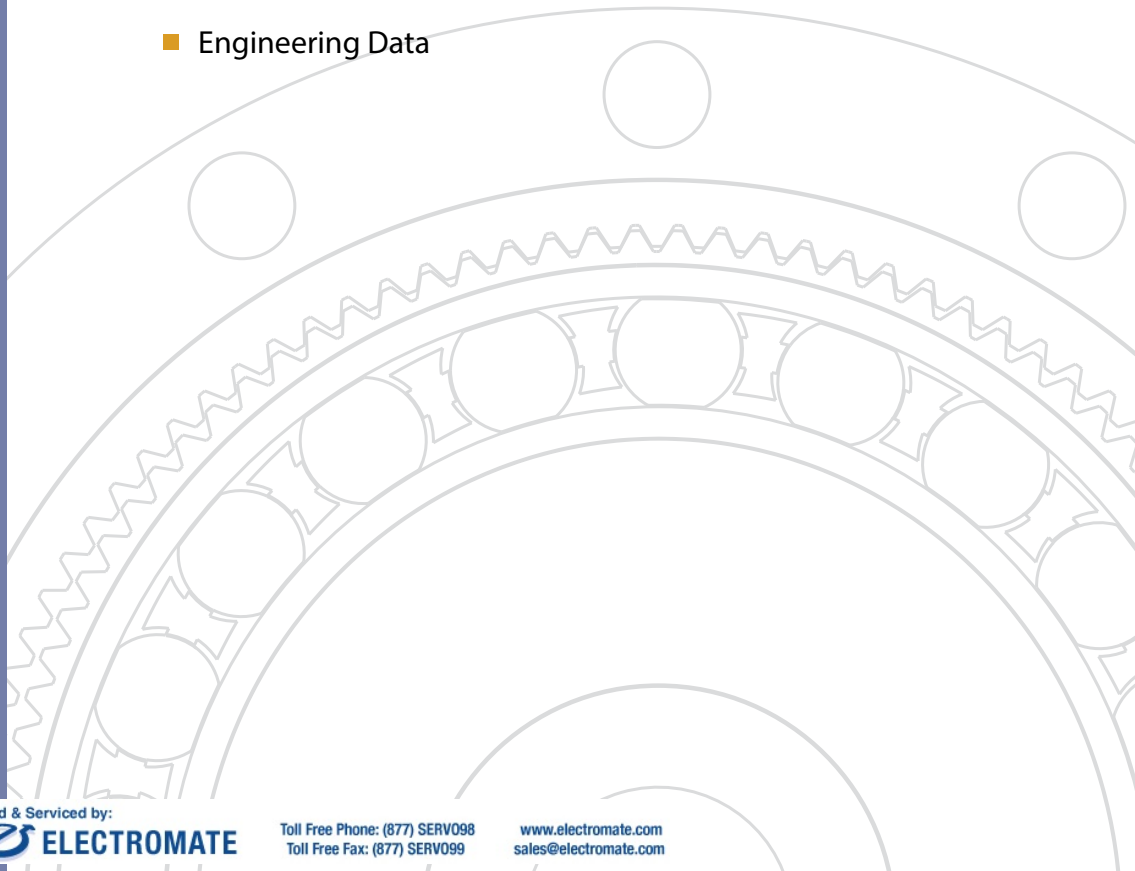 Engineering Data
d & Serviced by:
ELECTROMATE
Toll Free Phone: (877) SERVO98
Toll Free Fax: (877) SERVO99
www.electromate.com
sales@electromate.com